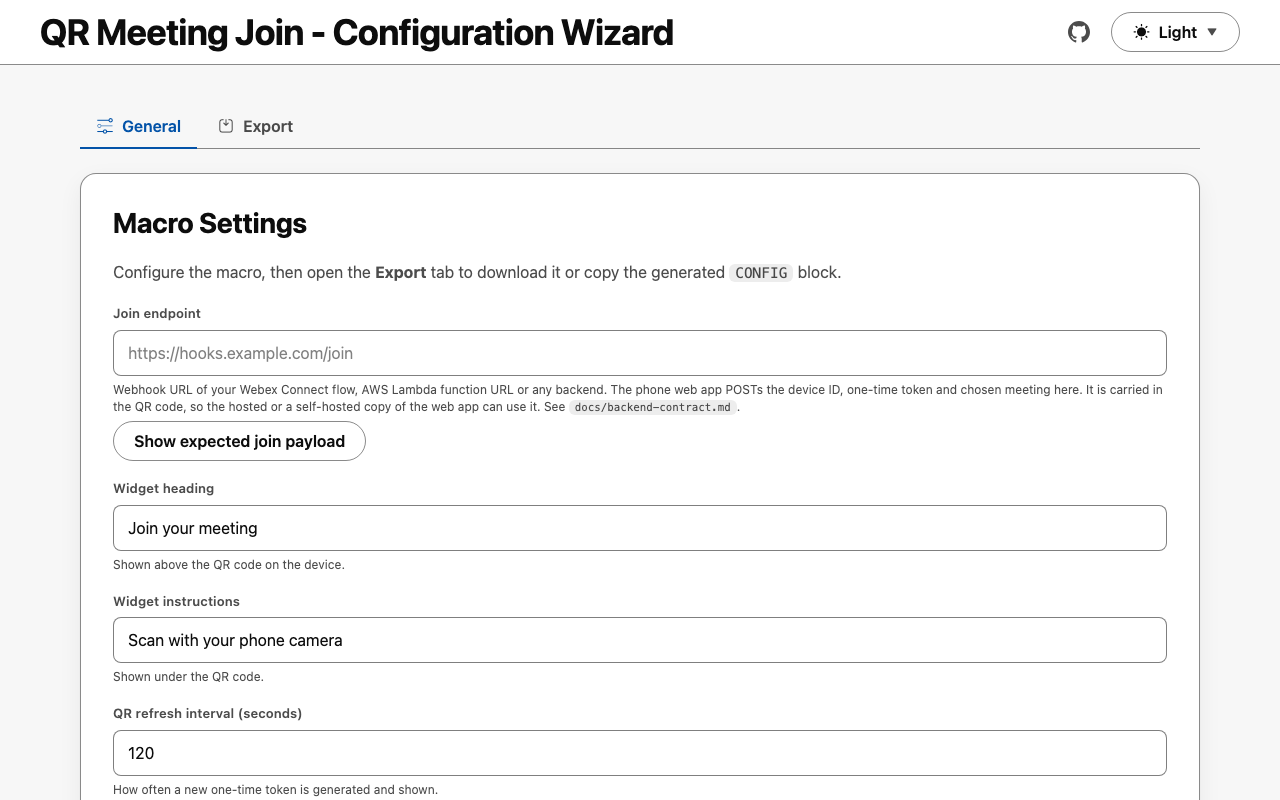 QR Meeting Join - Configuration Wizard
Light
General
Export
Macro Settings
Configure the macro, then open the Export tab to download it or copy the generated CONFIG block.
Join endpoint
https://hooks.example.com/join
Webhook URL of your Webex Connect flow, AWS Lambda function URL or any backend. The phone web app POSTs the device ID, one-time token and chosen meeting here. It is carried in
the QR code, so the hosted or a self-hosted copy of the web app can use it. See docs/backend-contract.md.
Show expected join payload
Widget heading
Join your meeting
Shown above the QR code on the device.
Widget instructions
Scan with your phone camera
Shown under the QR code.
QR refresh interval (seconds)
120
How often a new one-time token is generated and shown.